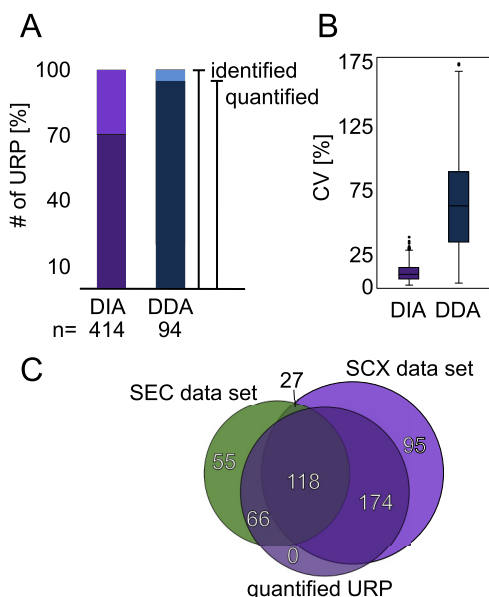 A
# of URP [%]
100
70
40
10
identified
quantified
DIA DDA
n= 414 94
B
CV [%]
175
125
75
25
0
DIA DDA
C
SEC data set
27
SCX data set
55
95
118
174
66
0
quantified URP